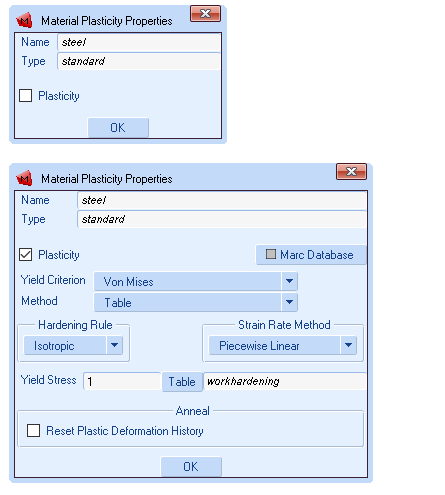 Material Plasticity Properties
Name steel
Type standard
Plasticity
OK
Material Plasticity Properties
Name steel
Type standard
Plasticity Marc Database
Yield Criterion Von Mises
Method Table
Hardening Rule Strain Rate Method
Isotropic Piecewise Linear
Yield Stress 1 Table workhardening
Anneal
Reset Plastic Deformation History
OK